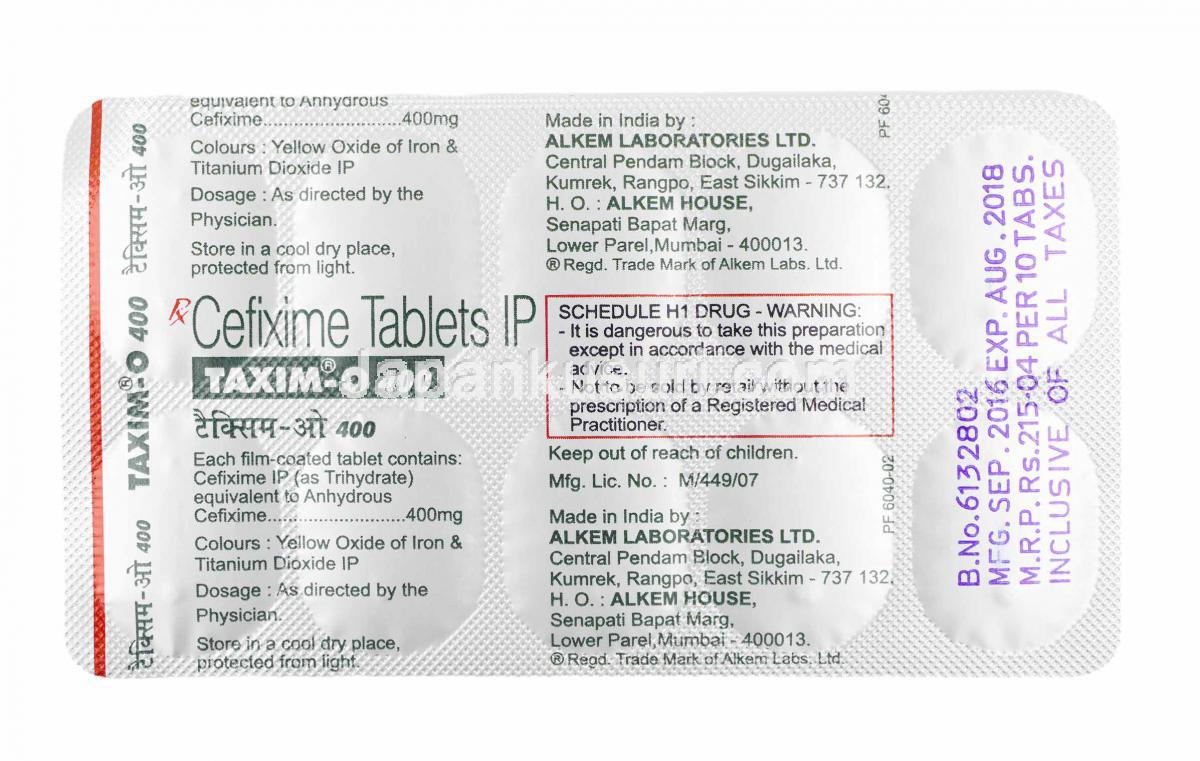 टैक्सिम-ओ 400
TAXIM®-O 400
टैक्सिम-ओ 400
equivalent to Anhydrous
Cefixime............................400mg
Colours : Yellow Oxide of Iron &
Titanium Dioxide IP
Dosage : As directed by the
Physician.
Store in a cool dry place,
protected from light.
Rx Cefixime Tablets IP
TAXIM®-O 400
टैक्सिम-ओ 400
Each film-coated tablet contains:
Cefixime IP (as Trihydrate)
equivalent to Anhydrous
Cefixime............................400mg
Colours : Yellow Oxide of Iron &
Titanium Dioxide IP
Dosage : As directed by the
Physician.
Store in a cool dry place,
protected from light.
Made in India by :
ALKEM LABORATORIES LTD.
Central Pendam Block, Dugailaka,
Kumrek, Rangpo, East Sikkim - 737 132.
H. O. : ALKEM HOUSE,
Senapati Bapat Marg,
Lower Parel,Mumbai - 400013.
® Regd. Trade Mark of Alkem Labs. Ltd.
SCHEDULE H1 DRUG - WARNING:
- It is dangerous to take this preparation
except in accordance with the medical
advice.
- Not to be sold by retail without the
prescription of a Registered Medical
Practitioner.
Keep out of reach of children.
Mfg. Lic. No. : M/449/07
Made in India by :
ALKEM LABORATORIES LTD.
Central Pendam Block, Dugailaka,
Kumrek, Rangpo, East Sikkim - 737 132.
H. O. : ALKEM HOUSE,
Senapati Bapat Marg,
Lower Parel,Mumbai - 400013.
® Regd. Trade Mark of Alkem Labs. Ltd.
PF 604
PF 6040-02
B.No.6132802
MFG. SEP. 2016 EXP. AUG. 2018
M.R.P. Rs.215·04 PER 10 TABS.
INCLUSIVE OF ALL TAXES